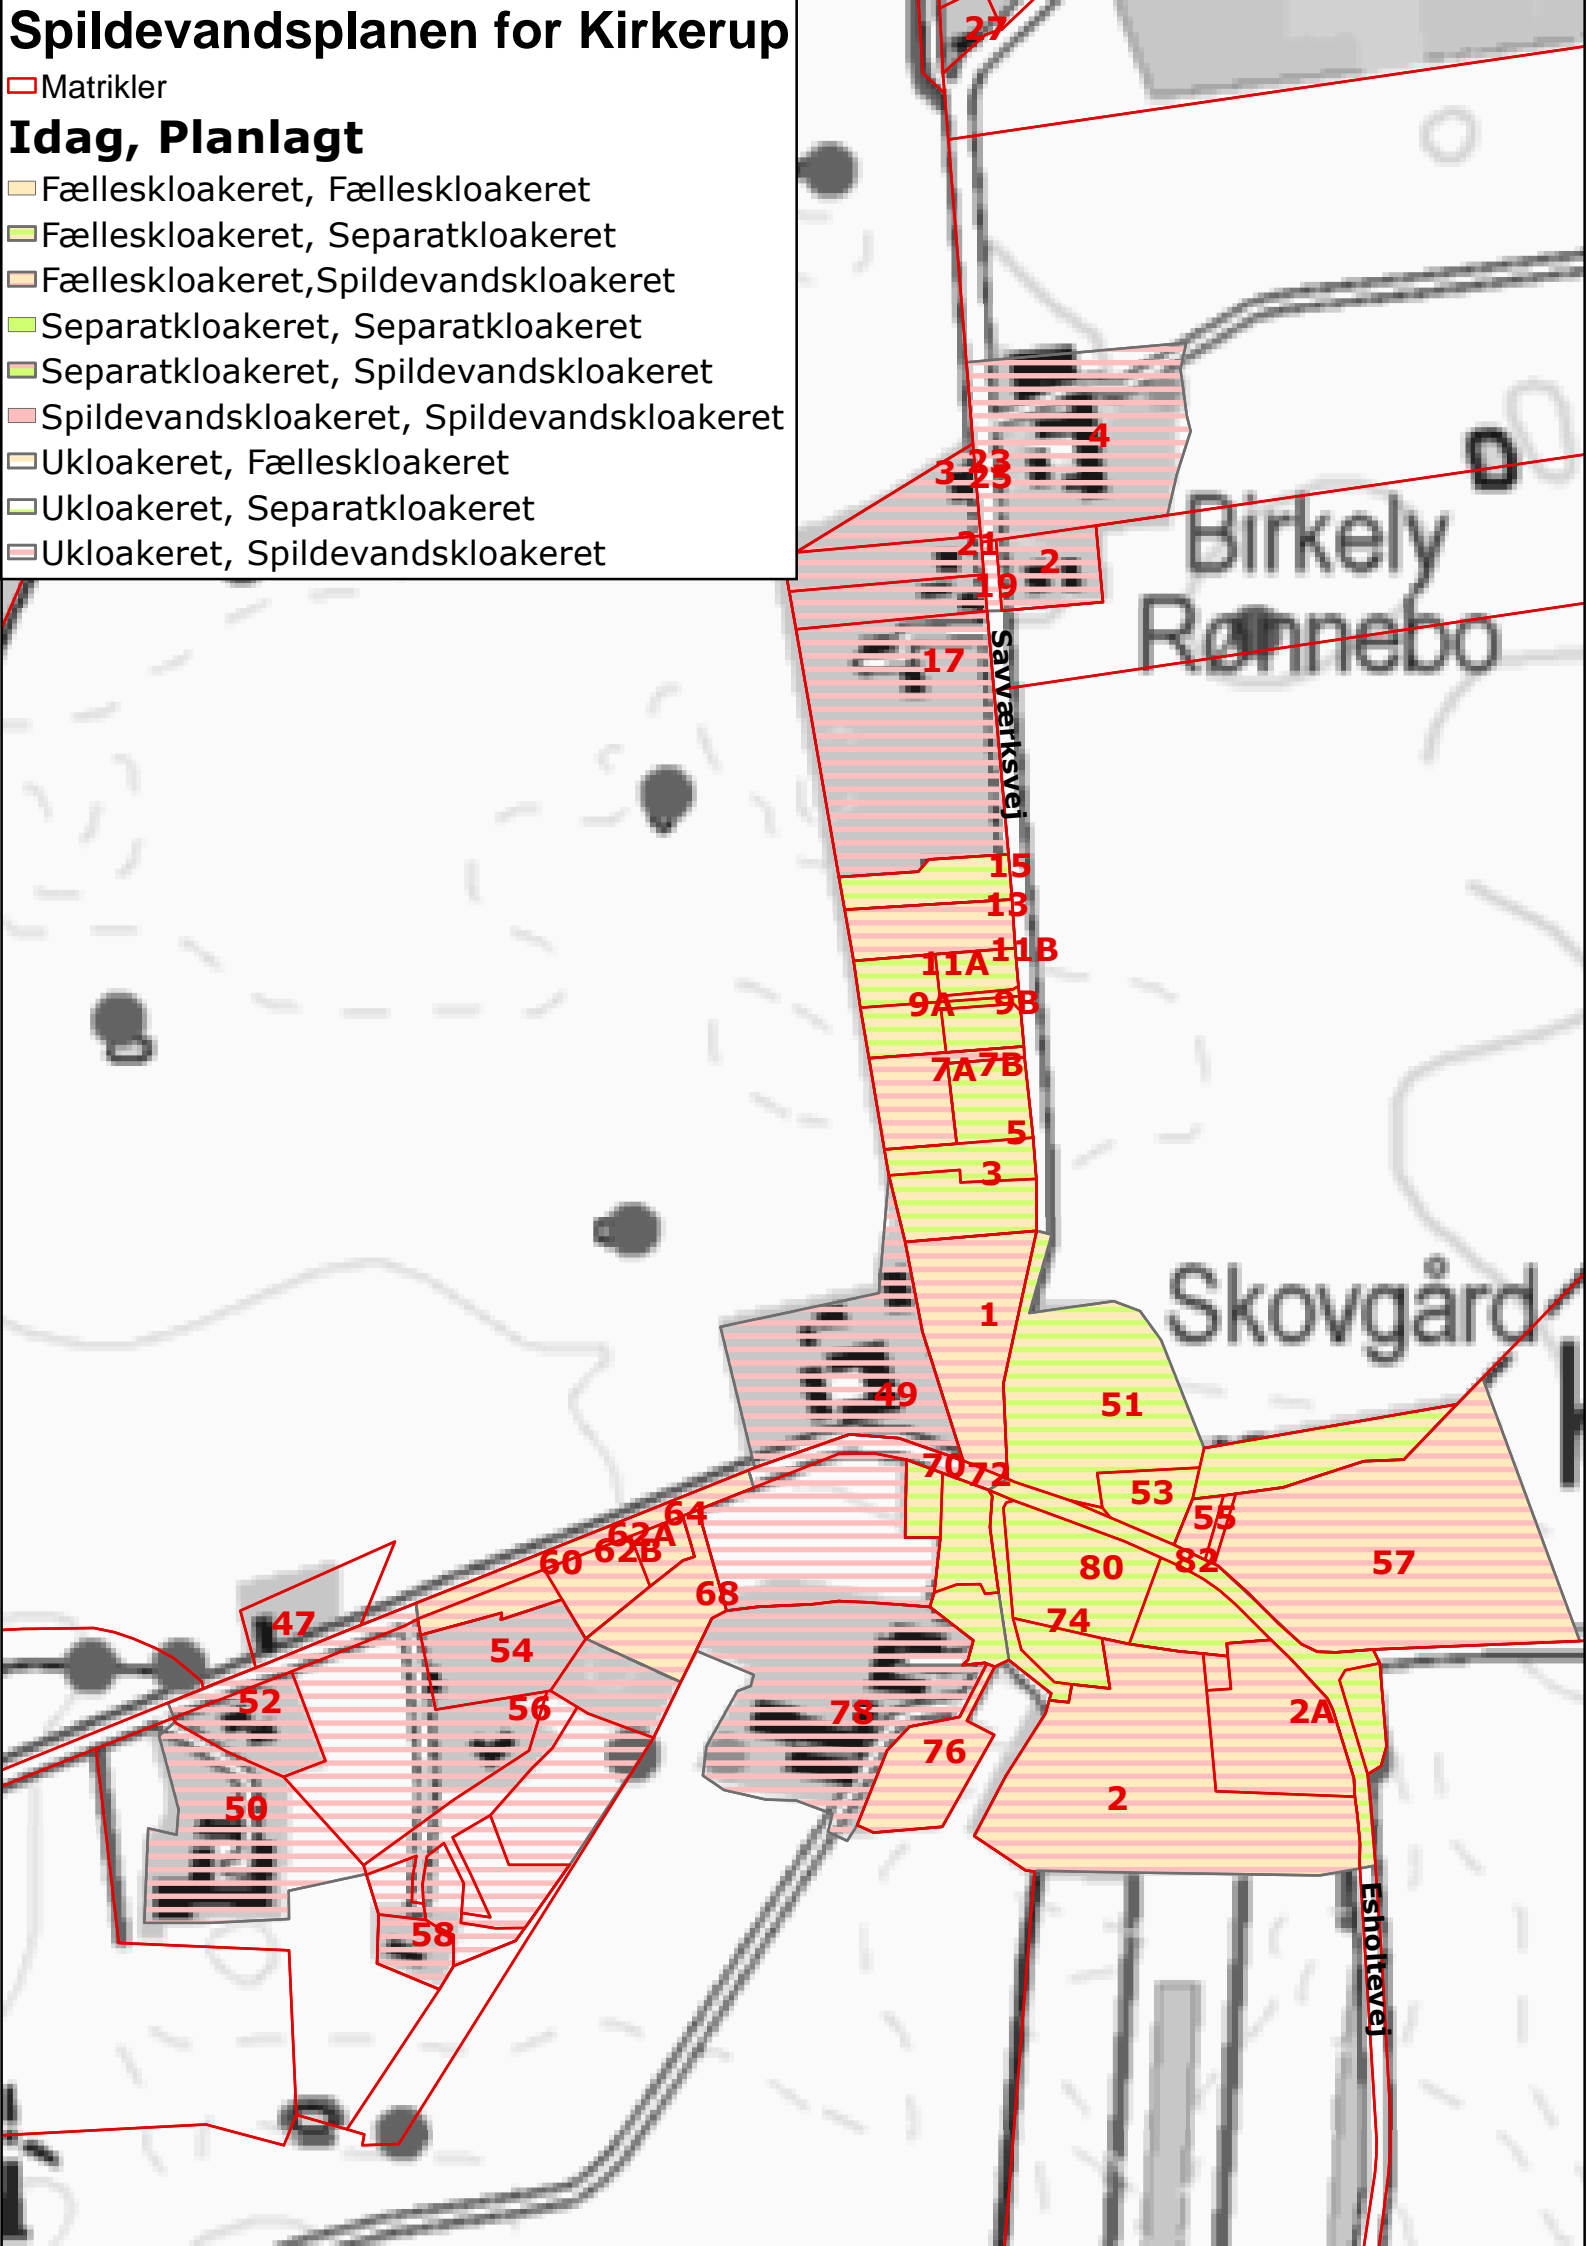 Spildevandsplanen for Kirkerup
Matrikler
Idag, Planlagt
Fælleskloakeret, Fælleskloakeret
Fælleskloakeret, Separatkloakeret
Fælleskloakeret,Spildevandskloakeret
Separatkloakeret, Separatkloakeret
Separatkloakeret, Spildevandskloakeret
Spildevandskloakeret, Spildevandskloakeret
Ukloakeret, Fælleskloakeret
Ukloakeret, Separatkloakeret
Ukloakeret, Spildevandskloakeret
27
4
23
3
25
Birkely
21
2
19
Rønnebo
17
Savværksvej
15
13
11B
11A
9A
9B
7A
7B
5
3
1
Skovgård
49
51
70
72
53
64
55
62A
62B
60
57
82
80
68
47
74
54
52
56
78
2A
76
2
50
58
Esholtevej